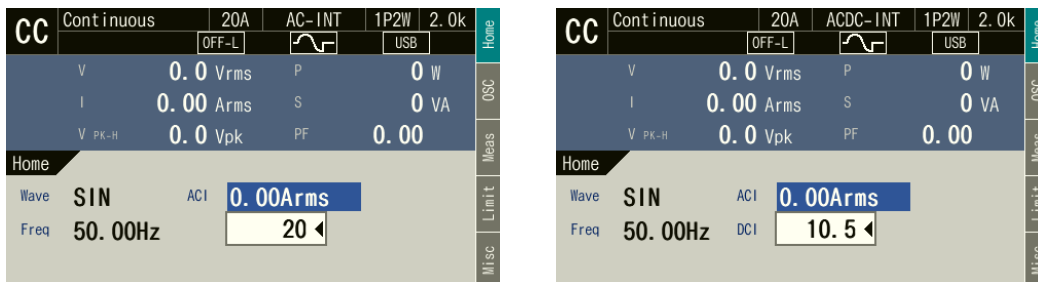 CC Continuous 20A AC-INT 1P2W 2.0k
OFF-L USB
Home
V 0.0 Vrms P 0 W
OSC
I 0.00 Arms S 0 VA
V PK-H 0.0 Vpk PF 0.00
Meas
Home
Wave SIN ACI 0.00Arms
Limit
Freq 50.00Hz 20
Misc
CC Continuous 20A ACDC-INT 1P2W 2.0k
OFF-L USB
Home
V 0.0 Vrms P 0 W
OSC
I 0.00 Arms S 0 VA
V PK-H 0.0 Vpk PF 0.00
Meas
Home
Wave SIN ACI 0.00Arms
Limit
Freq 50.00Hz DCI 10.5
Misc